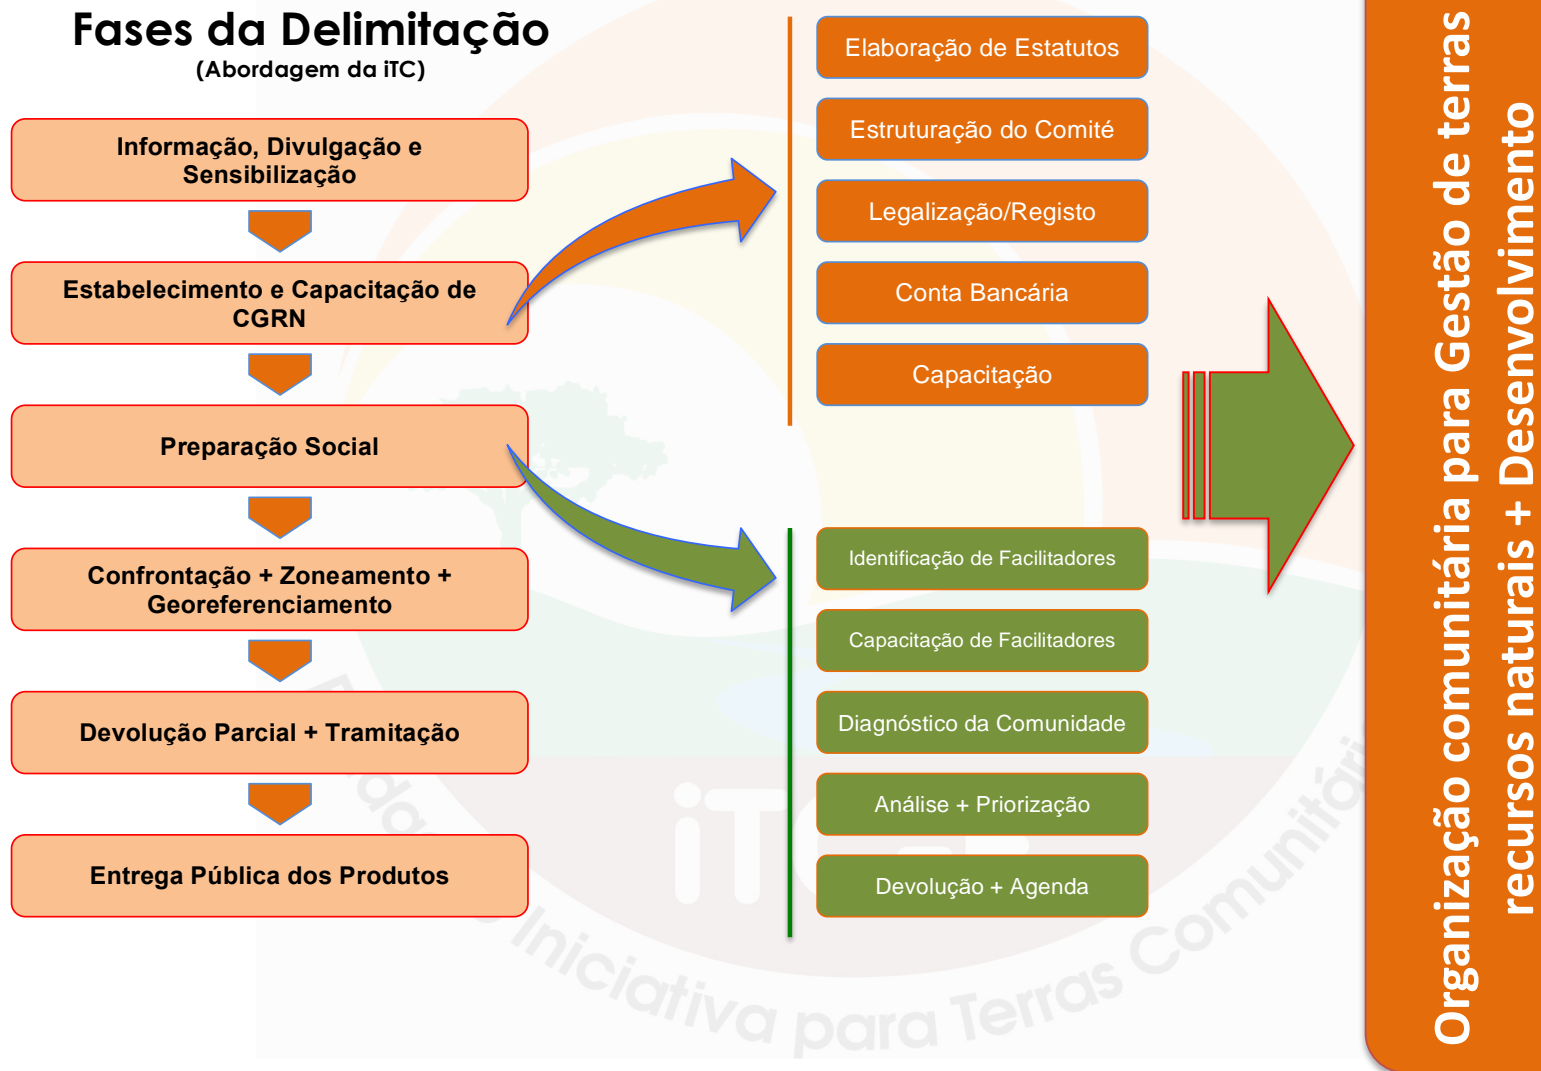 Fases da Delimitação
(Abordagem da iTC)
Informação, Divulgação e
Sensibilização
Estabelecimento e Capacitação de
CGRN
Preparação Social
Confrontação + Zoneamento +
Georeferenciamento
Devolução Parcial + Tramitação
Entrega Pública dos Produtos
Elaboração de Estatutos
Estruturação do Comité
Legalização/Registo
Conta Bancária
Capacitação
Identificação de Facilitadores
Capacitação de Facilitadores
Diagnóstico da Comunidade
Análise + Priorização
Devolução + Agenda
Organização comunitária para Gestão de terras
recursos naturais + Desenvolvimento
Iniciativa para Terras